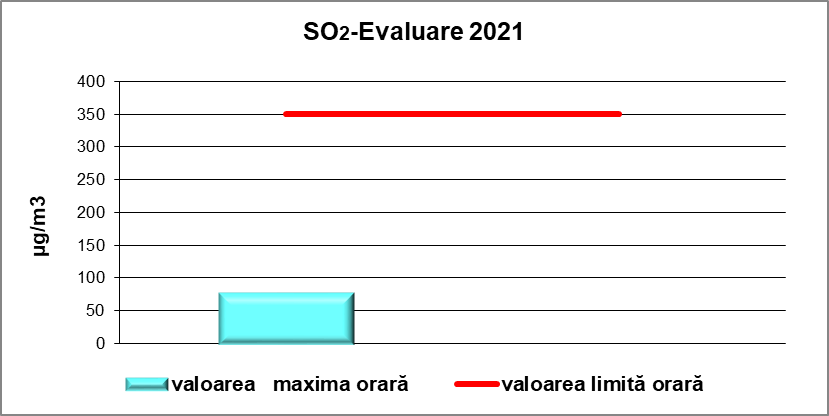 SO2-Evaluare 2021
400
350
300
250
200
150
100
50
0
µg/m3
valoarea maxima orară
valoarea limită orară